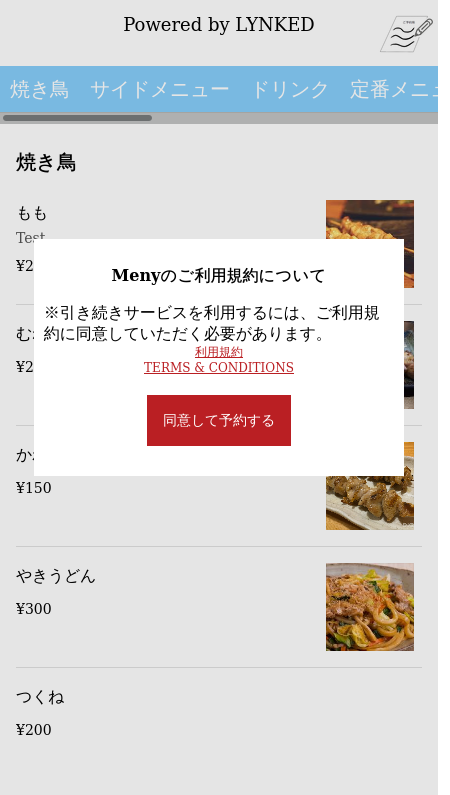 Powered by LYNKED
焼き鳥 サイドメニュー ドリンク 定番メニュ
焼き鳥
もも
Test
¥2
Menyのご利用規約について
※引き続きサービスを利用するには、ご利用規
約に同意していただく必要があります。
利用規約
TERMS & CONDITIONS
同意して予約する
む
¥2
か
¥150
やきうどん
¥300
つくね
¥200